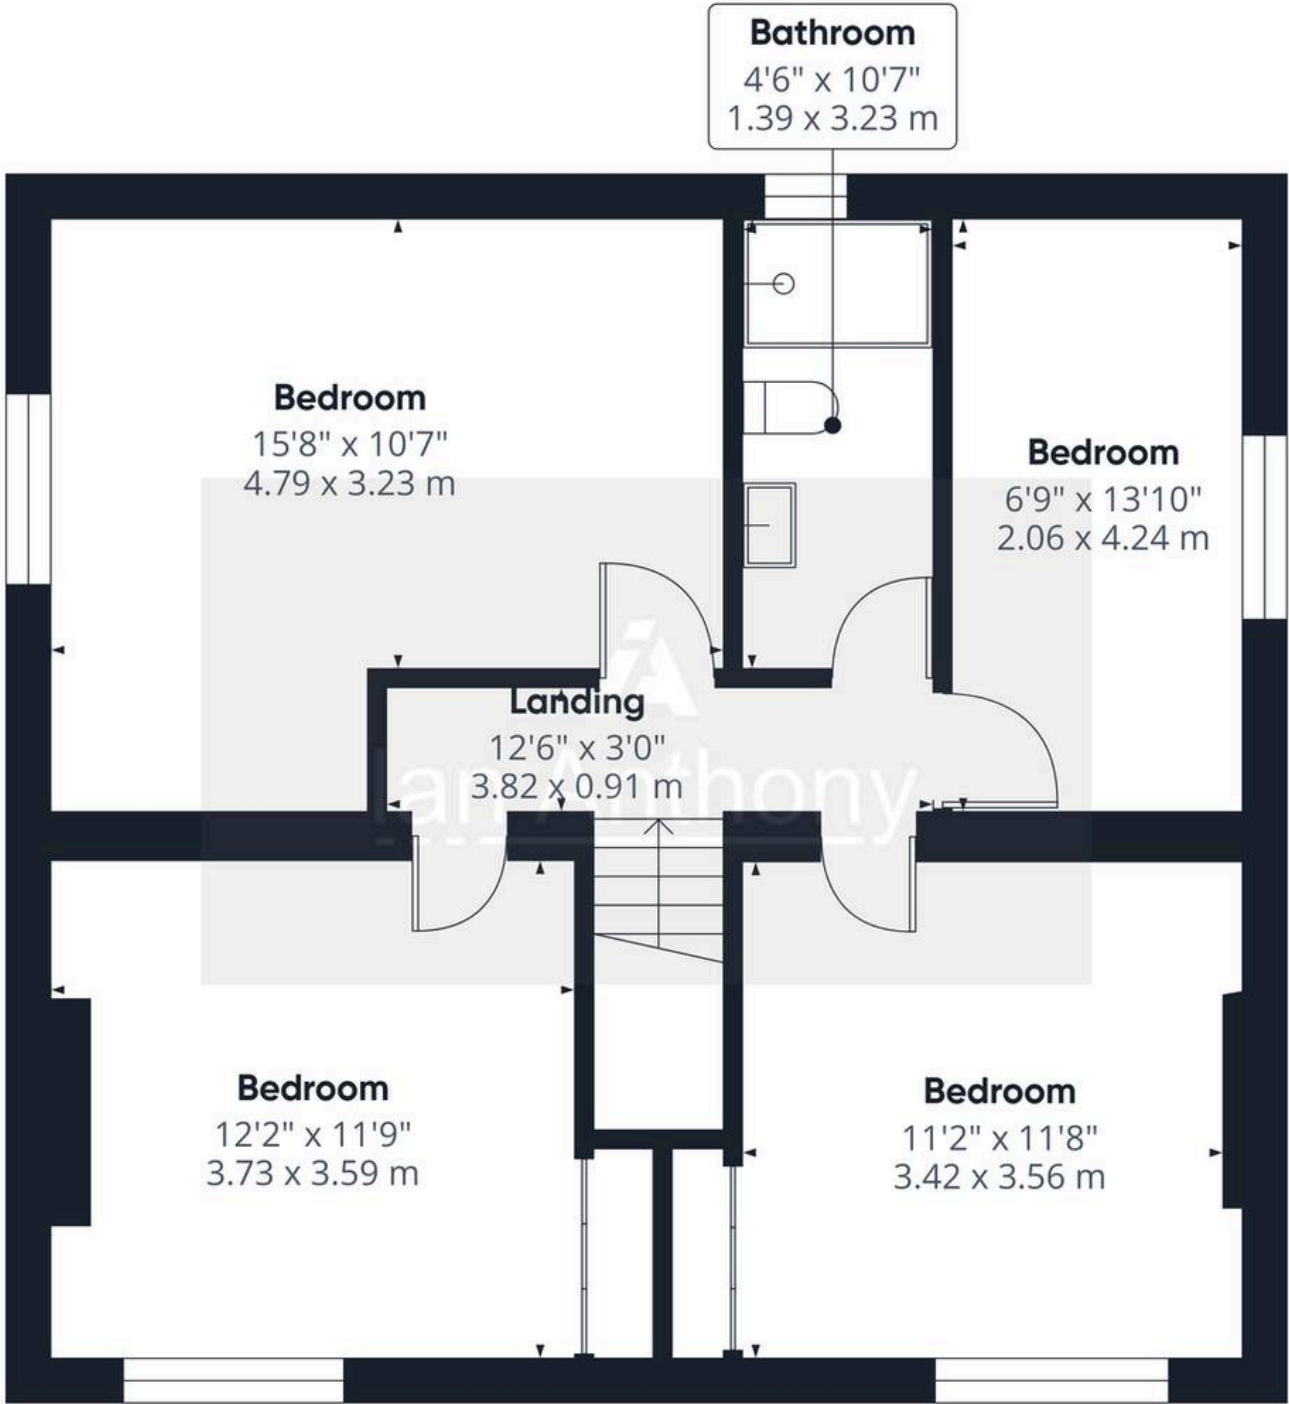 Bathroom
4'6" x 10'7"
1.39 x 3.23 m
Bedroom
15'8" x 10'7"
4.79 x 3.23 m
Bedroom
6'9" x 13'10"
2.06 x 4.24 m
Landing
12'6" x 3'0"
3.82 x 0.91 m
Ian Anthony
Bedroom
12'2" x 11'9"
3.73 x 3.59 m
Bedroom
11'2" x 11'8"
3.42 x 3.56 m